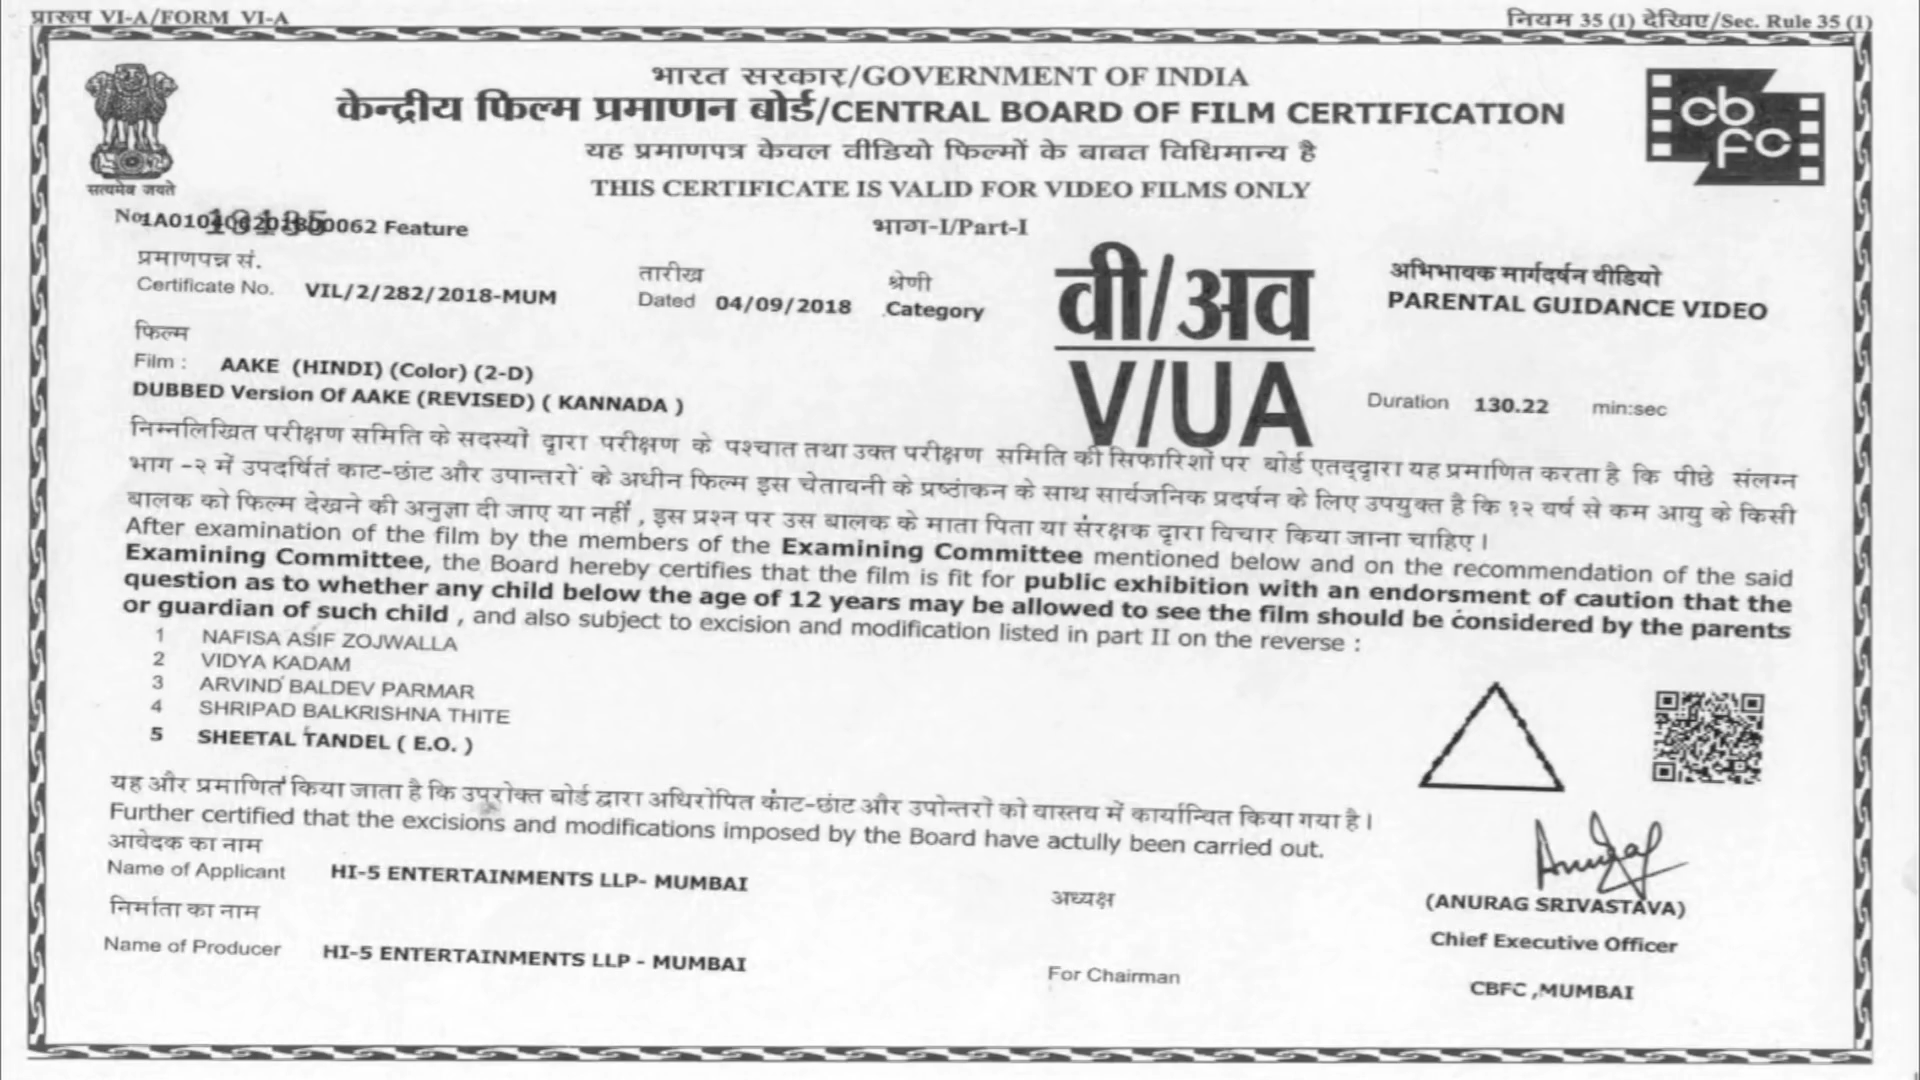 प्रारूप VI-A/FORM VI-A
नियम 35 (1) देखिए/Sec. Rule 35 (1)
भारत सरकार/GOVERNMENT OF INDIA
केन्द्रीय फिल्म प्रमाणन बोर्ड/CENTRAL BOARD OF FILM CERTIFICATION
यह प्रमाणपत्र केवल वीडियो फिल्मों के बाबत विधिमान्य है
THIS CERTIFICATE IS VALID FOR VIDEO FILMS ONLY
सत्यमेव जयते
cb
fc
No. Feature
भाग-I/Part-I
प्रमाणपत्र सं.
Certificate No. VIL/2/282/2018-MUM
तारीख
Dated 04/09/2018
श्रेणी
Category
वी/अव
V/UA
अभिभावक मार्गदर्षन वीडियो
PARENTAL GUIDANCE VIDEO
फिल्म
Film : AAKE (HINDI) (Color) (2-D)
DUBBED Version Of AAKE (REVISED) ( KANNADA )
Duration 130.22 min:sec
निम्नलिखित परीक्षण समिति के सदस्यों द्वारा परीक्षण के पश्चात तथा उक्त परीक्षण समिति की सिफारिशों पर बोर्ड एतद्द्वारा यह प्रमाणित करता है कि पीछे संलग्न
भाग -२ में उपदर्षित काट-छांट और उपान्तरों के अधीन फिल्म इस चेतावनी के प्रष्ठांकन के साथ सार्वजनिक प्रदर्षन के लिए उपयुक्त है कि १२ वर्ष से कम आयु के किसी
बालक को फिल्म देखने की अनुज्ञा दी जाए या नहीं , इस प्रश्न पर उस बालक के माता पिता या संरक्षक द्वारा विचार किया जाना चाहिए ।
After examination of the film by the members of the Examining Committee mentioned below and on the recommendation of the said
Examining Committee, the Board hereby certifies that the film is fit for public exhibition with an endorsment of caution that the
question as to whether any child below the age of 12 years may be allowed to see the film should be considered by the parents
or guardian of such child , and also subject to excision and modification listed in part II on the reverse :
1 NAFISA ASIF ZOJWALLA
2 VIDYA KADAM
3 ARVIND BALDEV PARMAR
4 SHRIPAD BALKRISHNA THITE
5 SHEETAL TANDEL ( E.O. )
यह और प्रमाणित किया जाता है कि उपरोक्त बोर्ड द्वारा अधिरोपित कांट-छांट और उपोन्तरों को वास्तव में कार्यान्वित किया गया है ।
Further certified that the excisions and modifications imposed by the Board have actully been carried out.
आवेदक का नाम
Name of Applicant HI-5 ENTERTAINMENTS LLP- MUMBAI
निर्माता का नाम
Name of Producer HI-5 ENTERTAINMENTS LLP - MUMBAI
अध्यक्ष
For Chairman
(ANURAG SRIVASTAVA)
Chief Executive Officer
CBFC ,MUMBAI